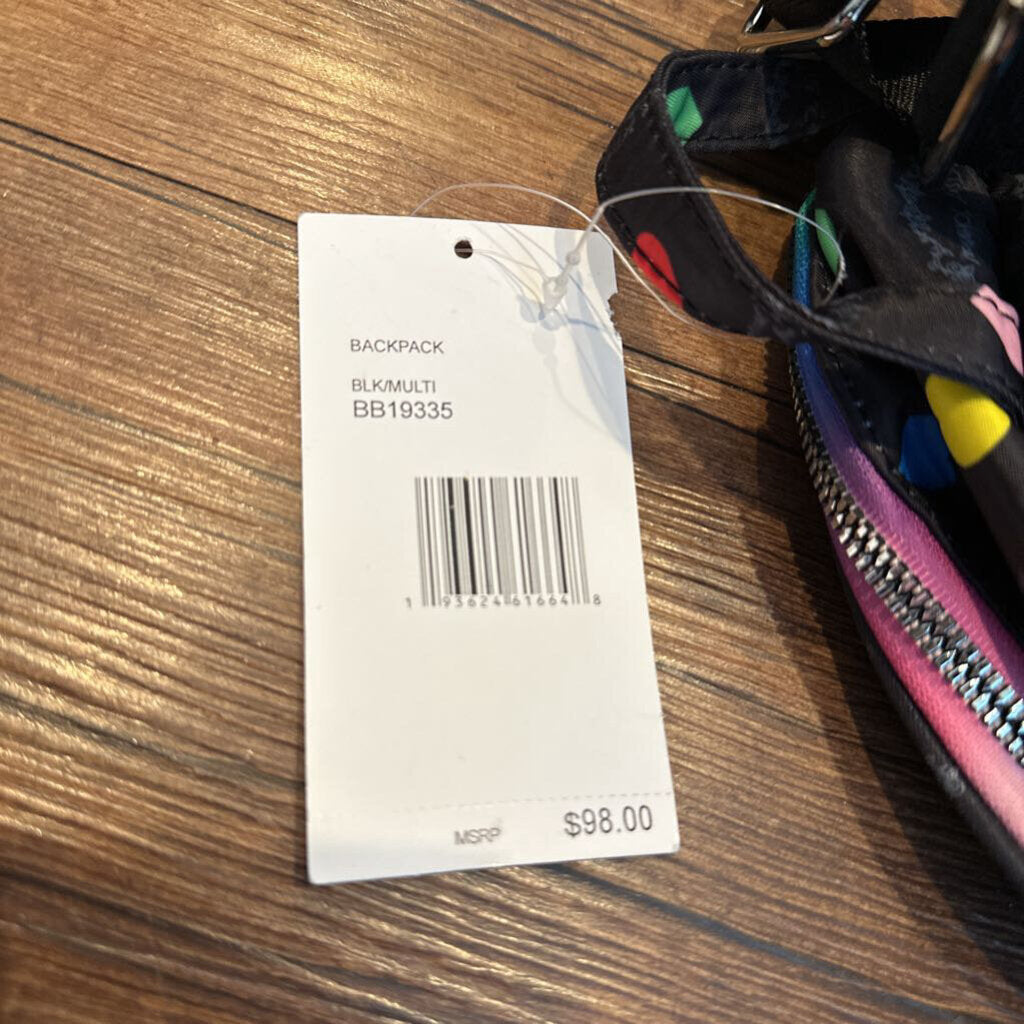 BACKPACK
BLK/MULTI
BB19335
1 93624 61664 8
MSRP $98.00